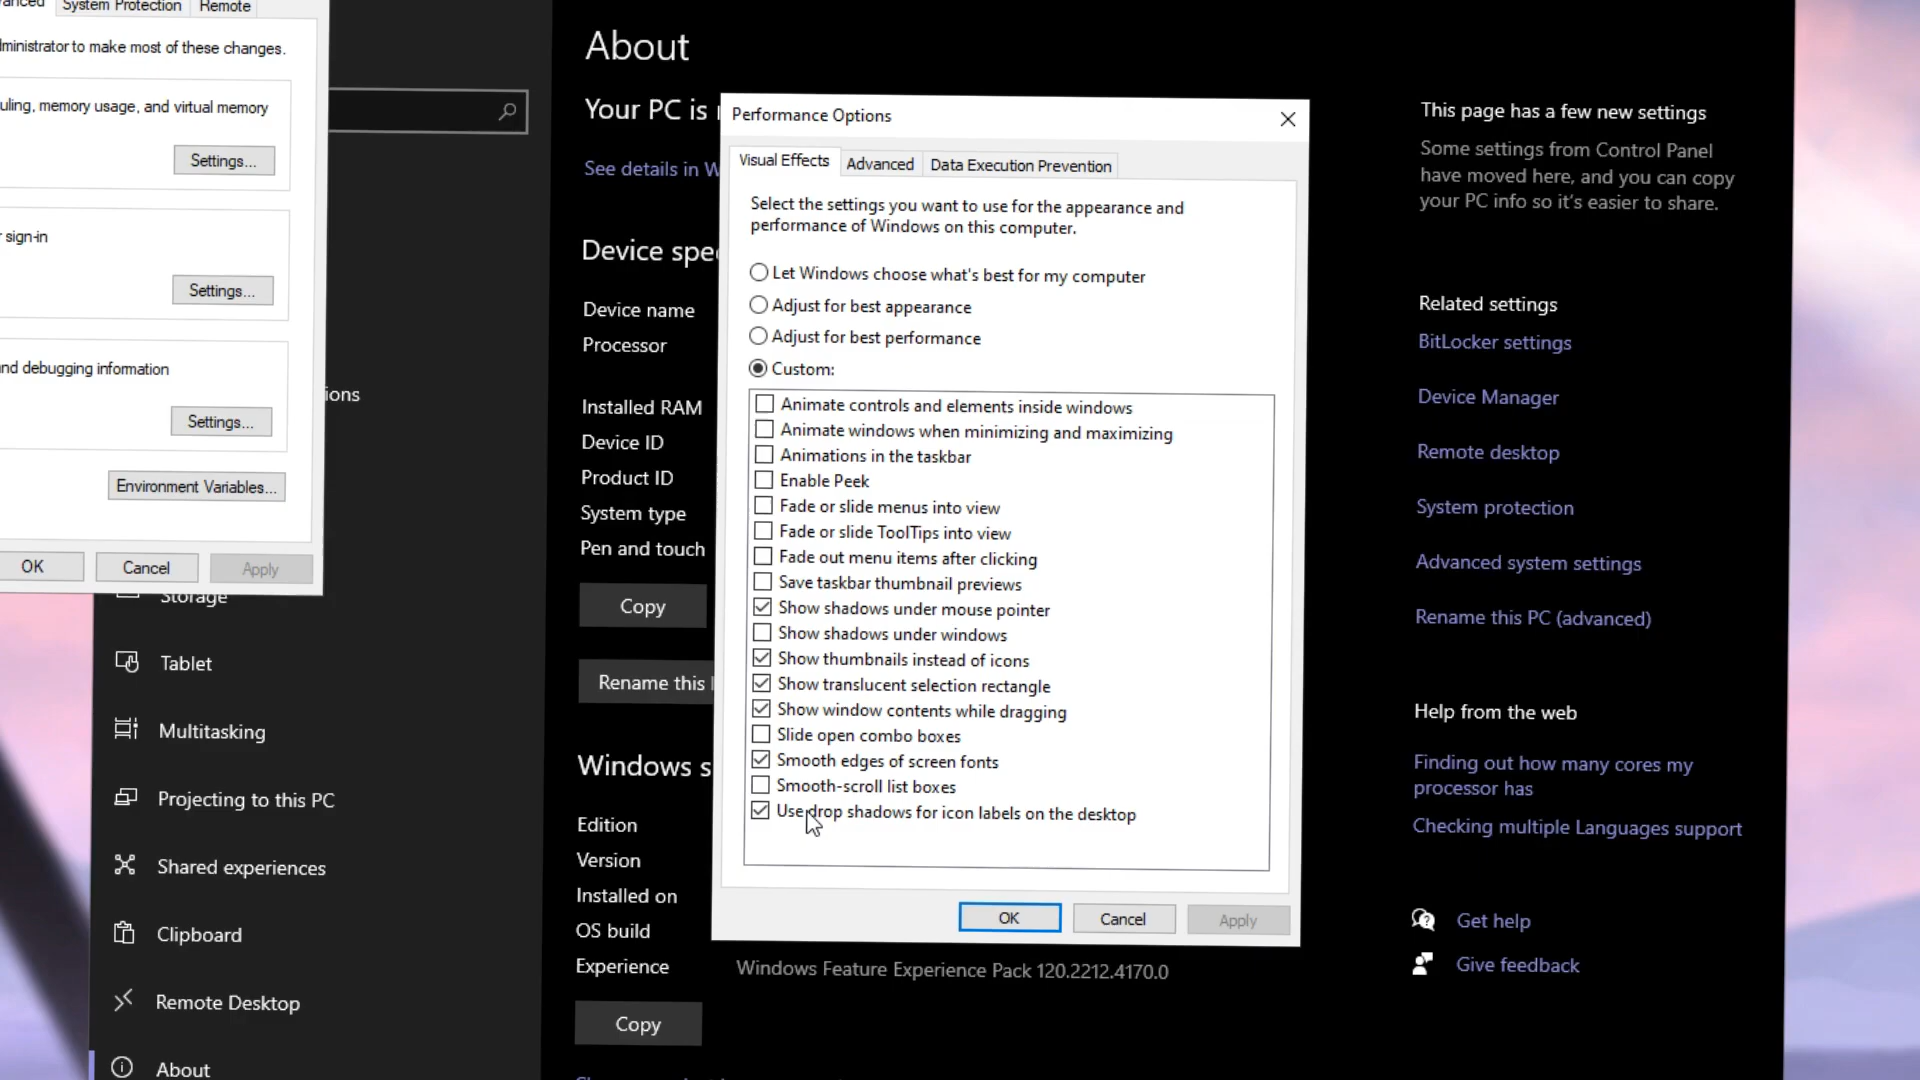 System Protection
Remote
ministrator to make most of these changes.
uling, memory usage, and virtual memory
Settings...
sign-in
Settings...
nd debugging information
Settings...
Environment Variables...
OK
Cancel
Apply
ions
Storage
Tablet
Multitasking
Projecting to this PC
Shared experiences
Clipboard
Remote Desktop
About
About
Your PC is
See details in W
Device spe
Device name
Processor
Installed RAM
Device ID
Product ID
System type
Pen and touch
Copy
Rename this
Windows s
Edition
Version
Installed on
OS build
Experience
Windows Feature Experience Pack 120.2212.4170.0
Copy
Performance Options
Visual Effects
Advanced
Data Execution Prevention
Select the settings you want to use for the appearance and
performance of Windows on this computer.
Let Windows choose what's best for my computer
Adjust for best appearance
Adjust for best performance
Custom:
Animate controls and elements inside windows
Animate windows when minimizing and maximizing
Animations in the taskbar
Enable Peek
Fade or slide menus into view
Fade or slide ToolTips into view
Fade out menu items after clicking
Save taskbar thumbnail previews
Show shadows under mouse pointer
Show shadows under windows
Show thumbnails instead of icons
Show translucent selection rectangle
Show window contents while dragging
Slide open combo boxes
Smooth edges of screen fonts
Smooth-scroll list boxes
Use drop shadows for icon labels on the desktop
OK
Cancel
Apply
This page has a few new settings
Some settings from Control Panel
have moved here, and you can copy
your PC info so it's easier to share.
Related settings
BitLocker settings
Device Manager
Remote desktop
System protection
Advanced system settings
Rename this PC (advanced)
Help from the web
Finding out how many cores my
processor has
Checking multiple Languages support
Get help
Give feedback